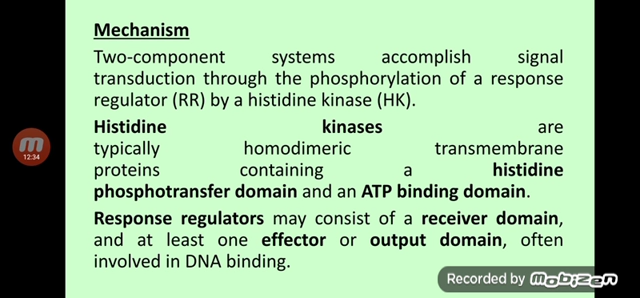 Mechanism
Two-component systems accomplish signal
transduction through the phosphorylation of a response
regulator (RR) by a histidine kinase (HK).
Histidine kinases are
typically homodimeric transmembrane
proteins containing a histidine
phosphotransfer domain and an ATP binding domain.
Response regulators may consist of a receiver domain,
and at least one effector or output domain, often
involved in DNA binding.
12:34
Recorded by Mobizen